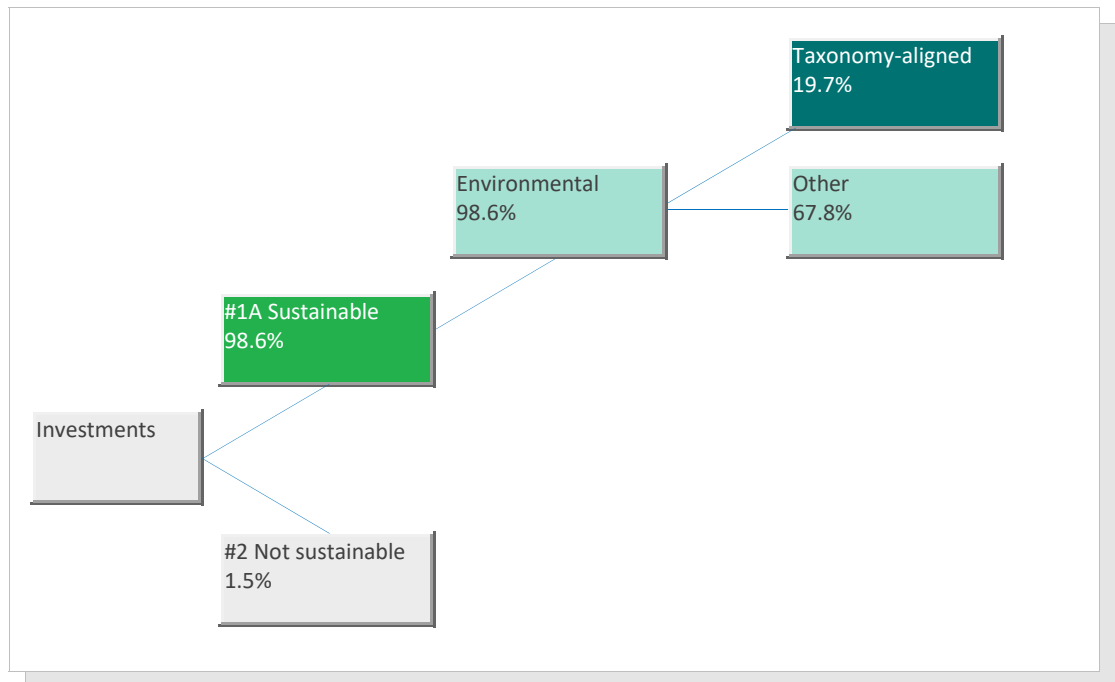 Taxonomy-aligned
19.7%
Environmental
98.6%
Other
67.8%
#1A Sustainable
98.6%
Investments
#2 Not sustainable
1.5%